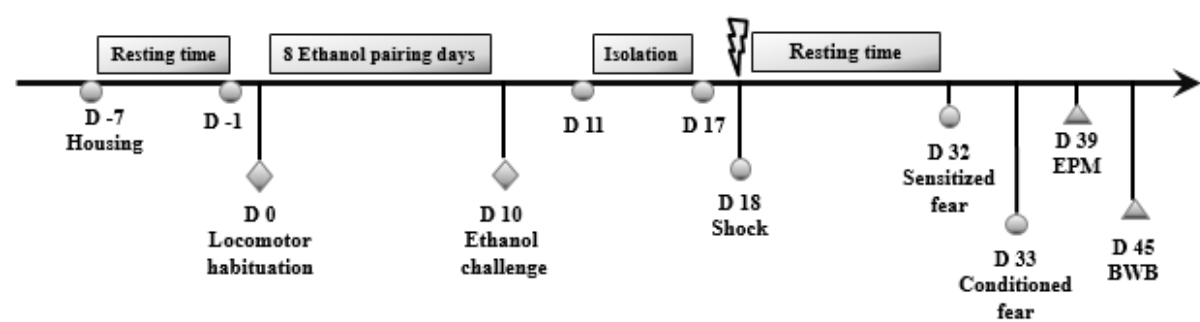 Resting time
8 Ethanol pairing days
Isolation
Resting time
D -7
Housing
D -1
D 0
Locomotor
habituation
D 10
Ethanol
challenge
D 11
D 17
D 18
Shock
D 32
Sensitized
fear
D 33
Conditioned
fear
D 39
EPM
D 45
BWB